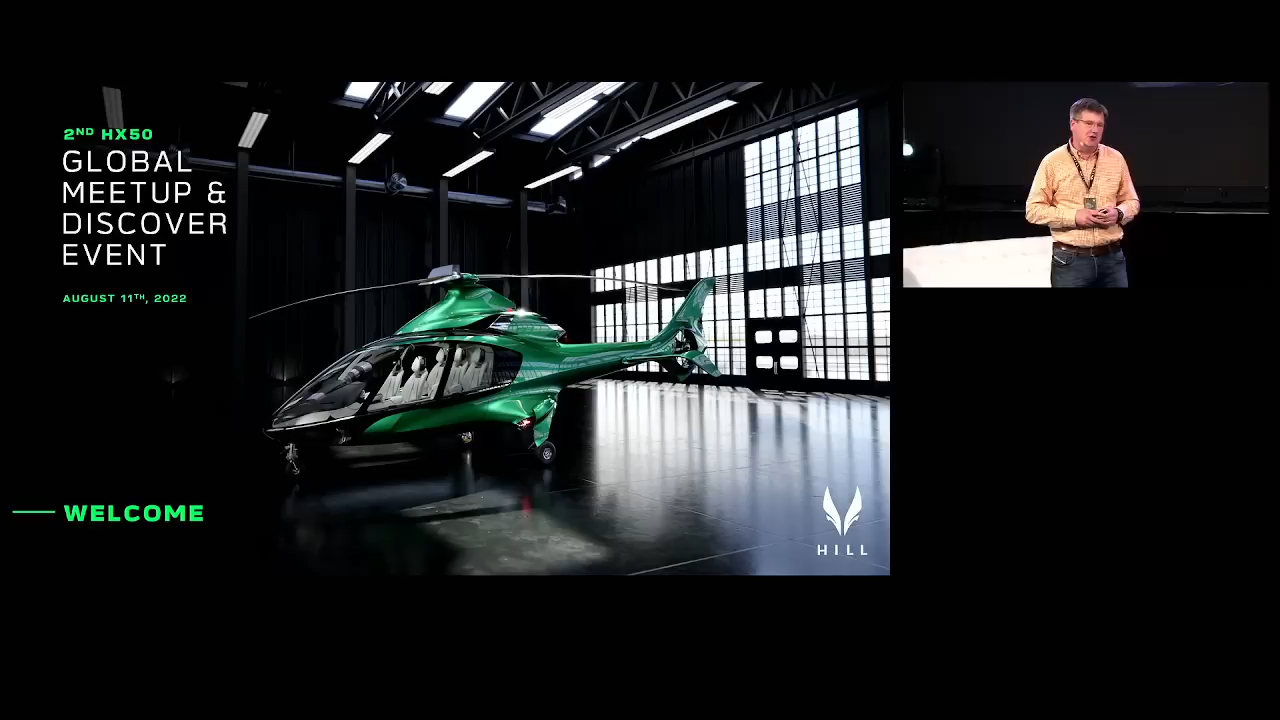 2ND HX50
GLOBAL
MEETUP &
DISCOVER
EVENT
AUGUST 11TH, 2022
WELCOME
HILL